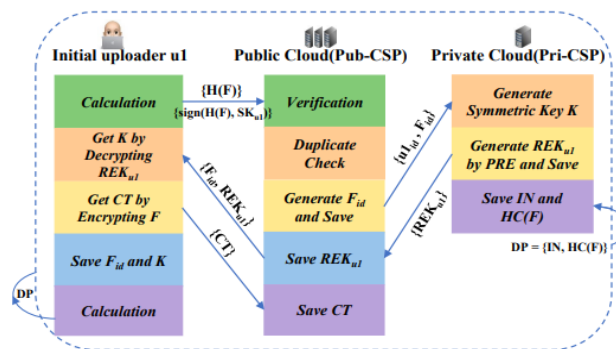 Initial uploader u1
Public Cloud(Pub-CSP)
Private Cloud(Pri-CSP)
Calculation
{H(F)}
{sign(H(F), SKu1)}
Verification
Generate
Symmetric Key K
Get K by
Decrypting
REKu1
Duplicate
Check
{u1id , Fid}
Generate REKu1
by PRE and Save
{Fid, REKu1}
Get CT by
Encrypting F
Generate Fid
and Save
{REKu1}
Save IN and
HC(F)
{CT}
DP = {IN, HC(F)}
Save Fid and K
Save REKu1
DP
Calculation
Save CT